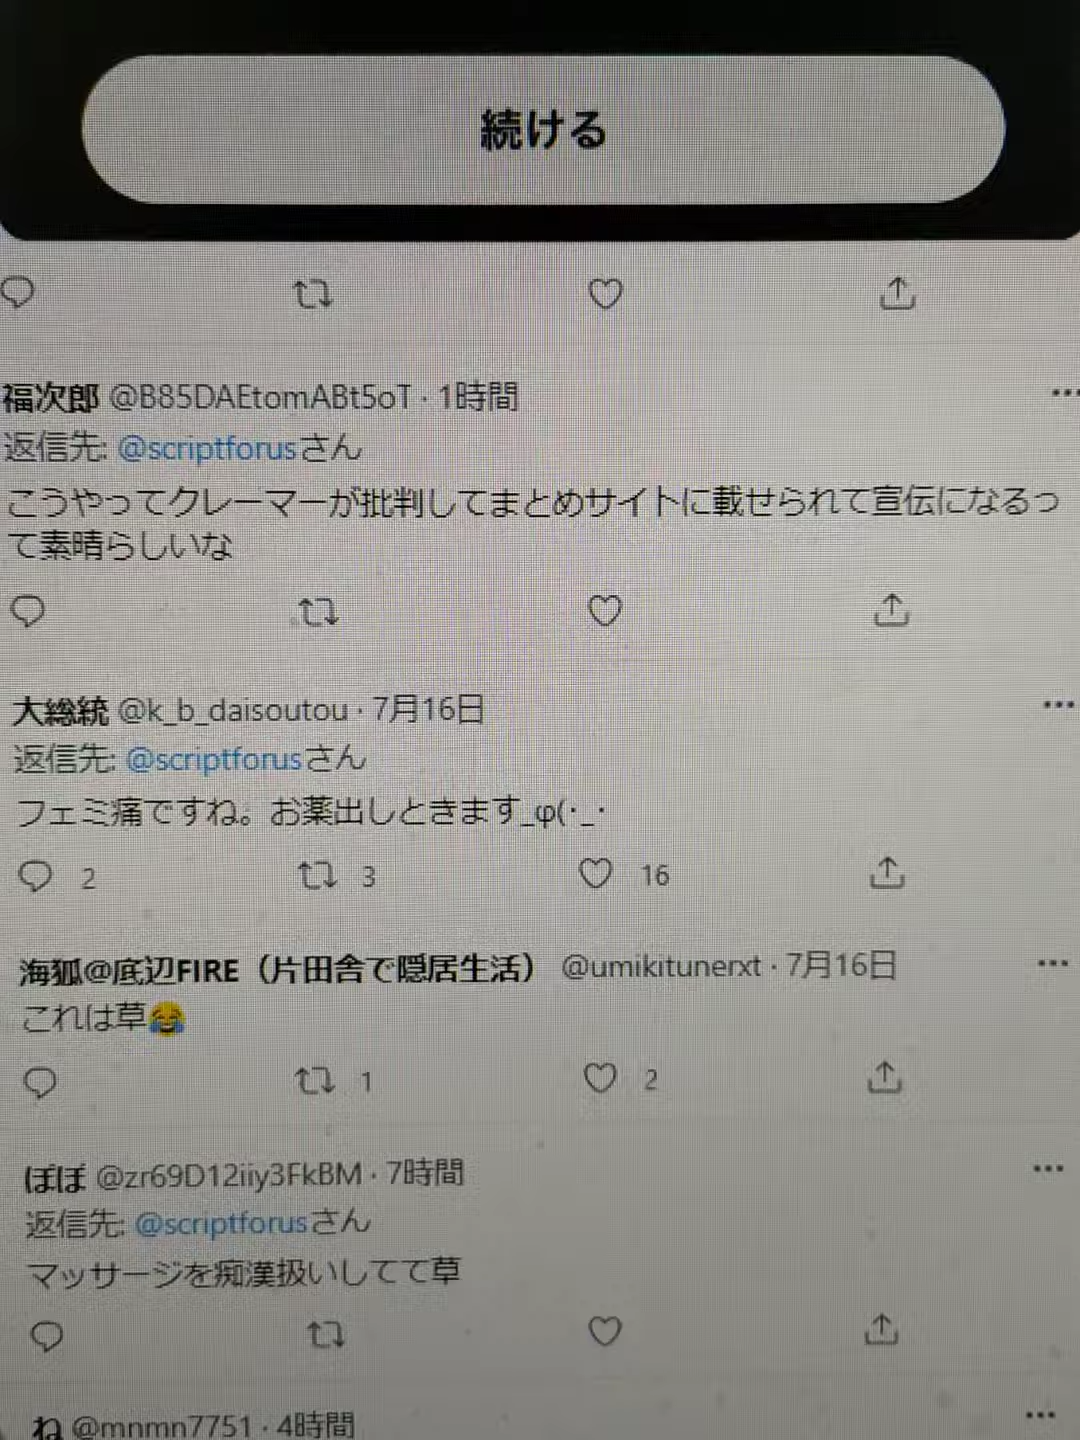 続ける
福次郎 @B85DAEtomABt5oT · 1時間
返信先: @scriptforusさん
こうやってクレーマーが批判してまとめサイトに載せられて宣伝になるっ
て素晴らしいな
大総統 @k_b_daisoutou · 7月16日
返信先: @scriptforusさん
フェミ痛ですね。お薬出しときます_φ(･_･
2 3 16
海狐@底辺FIRE（片田舎で隠居生活） @umikitunerxt · 7月16日
これは草😂
1 2
ぽぽ @zr69D12iiy3FkBM · 7時間
返信先: @scriptforusさん
マッサージを痴漢扱いしてて草
ね @mnmn7751 · 4時間